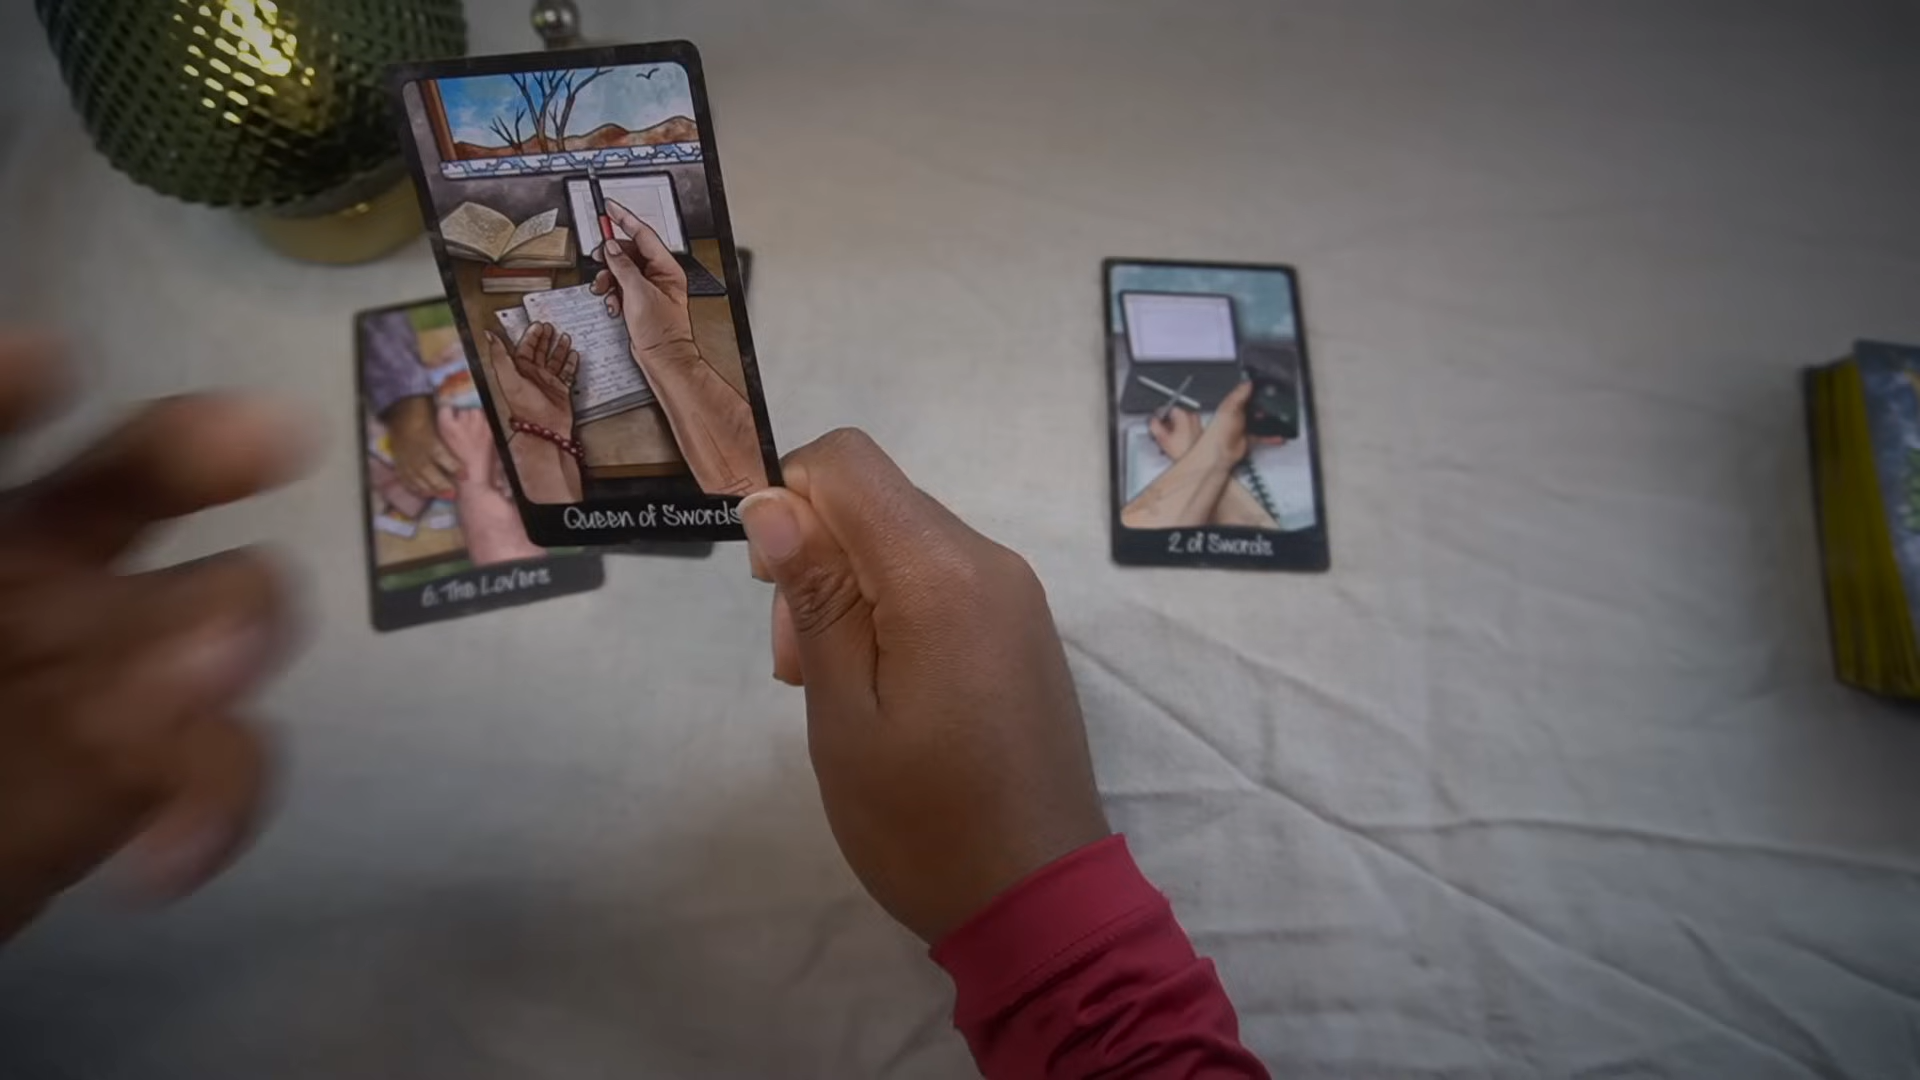 Queen of Swords
6. The Lovers
2 of Swords